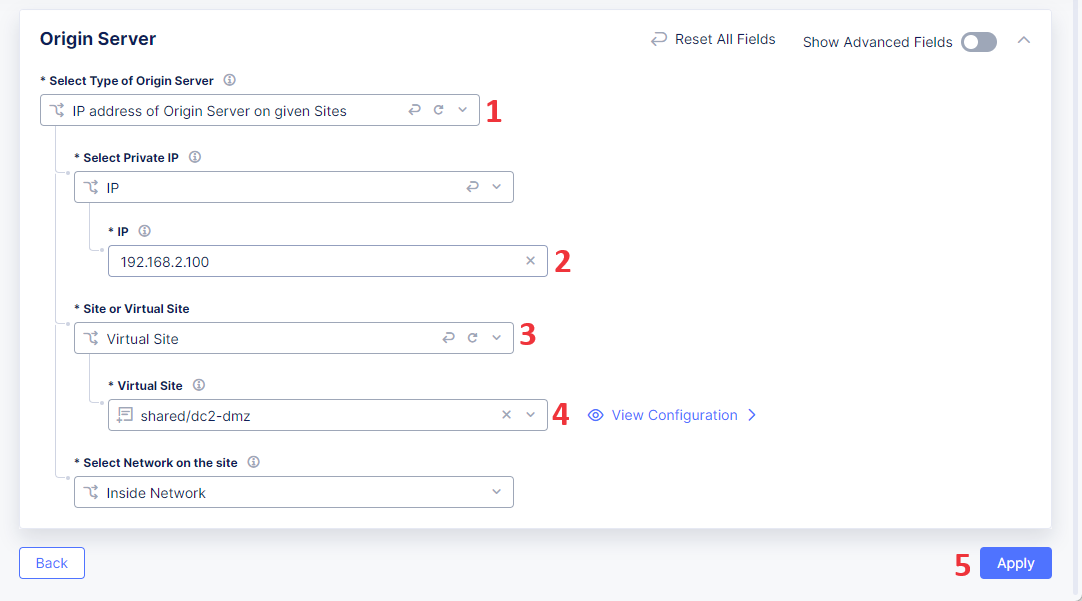 Origin Server
Reset All Fields
Show Advanced Fields
* Select Type of Origin Server
IP address of Origin Server on given Sites
1
* Select Private IP
IP
* IP
192.168.2.100
2
* Site or Virtual Site
Virtual Site
3
* Virtual Site
shared/dc2-dmz
4
View Configuration
* Select Network on the site
Inside Network
Back
5
Apply